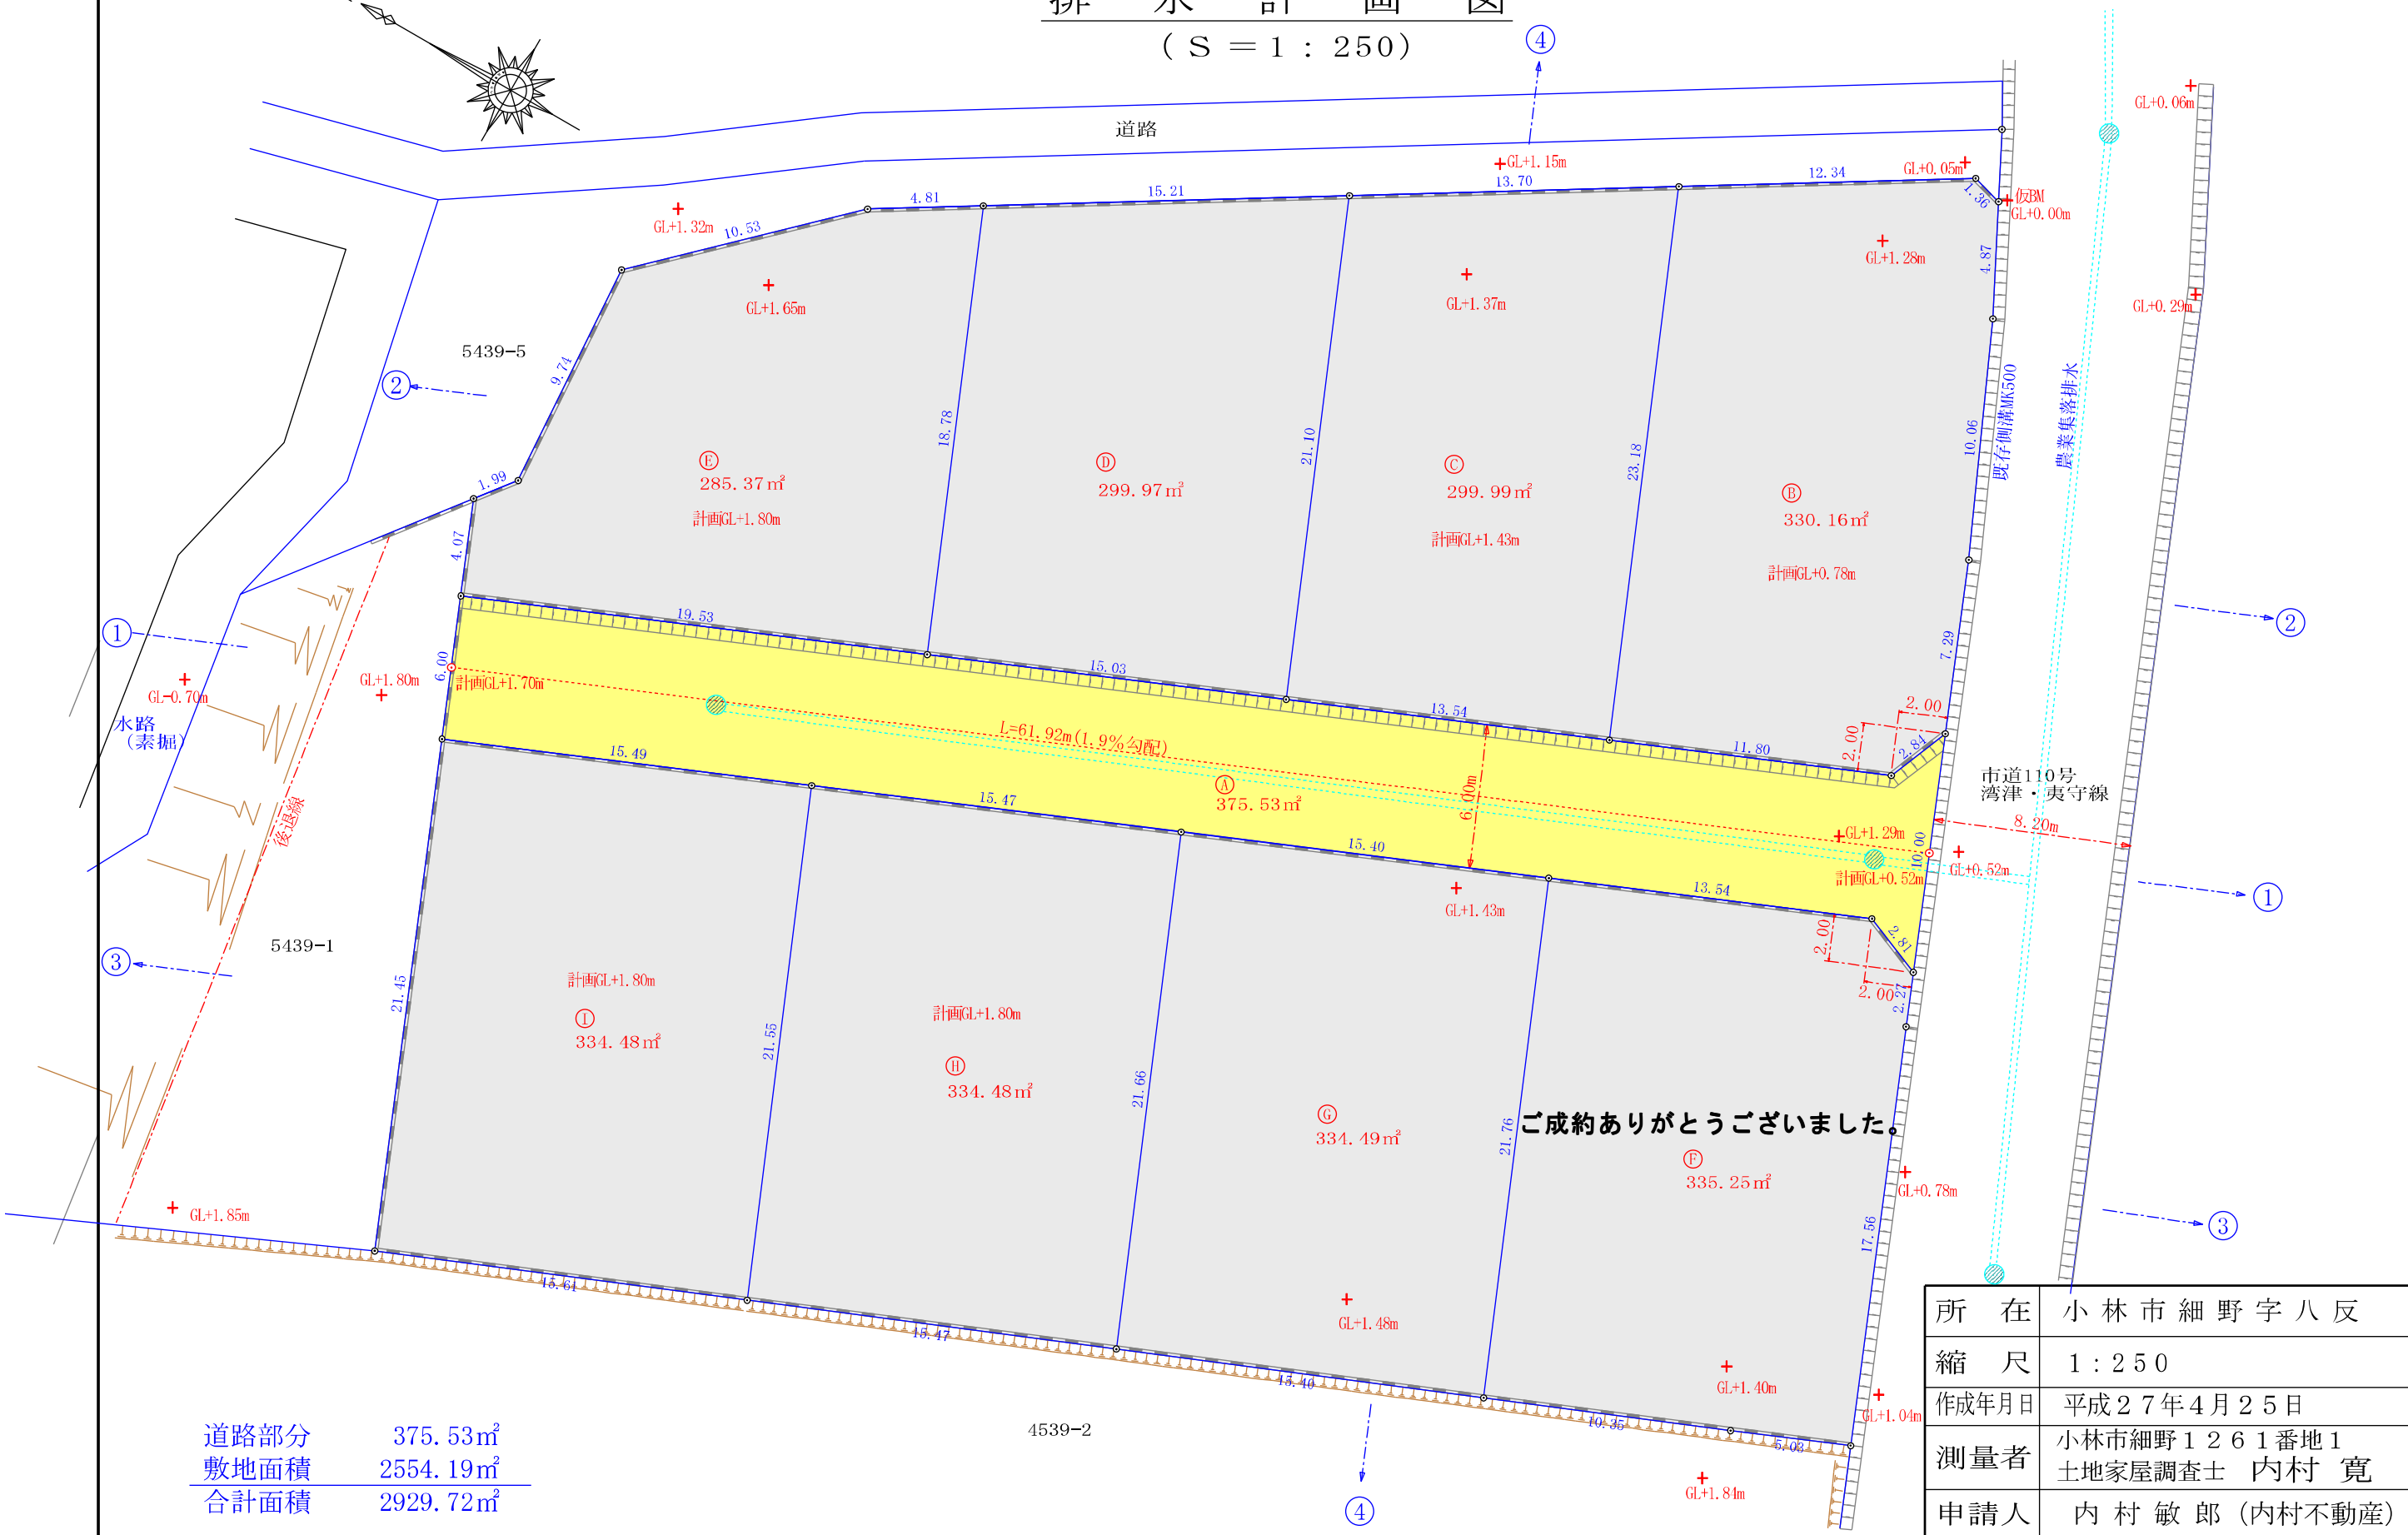 排水計画図
（S＝1：250）
④
道路
GL+0.06m
GL+1.15m
GL+0.05m
仮BM
GL+0.00m
1.36
4.81
15.21
13.70
12.34
10.53
GL+1.32m
GL+1.65m
GL+1.37m
GL+1.28m
4.87
GL+0.29m
5439-5
②
9.74
18.78
21.10
23.18
10.06
既存側溝MK500
農業集落排水
1.99
4.07
Ⓔ
285.37㎡
計画GL+1.80m
Ⓓ
299.97㎡
Ⓒ
299.99㎡
計画GL+1.43m
Ⓑ
330.16㎡
計画GL+0.78m
①
②
7.29
19.53
15.03
13.54
11.80
2.00
2.00
2.84
GL-0.70m
水路
（素掘）
GL+1.80m
6.00
計画GL+1.70m
L=61.92m(1.9％勾配)
Ⓐ
375.53㎡
6.00m
市道110号
湾津・夷守線
8.20m
GL+1.29m
10.00
GL+0.52m
計画GL+0.52m
15.49
15.47
15.40
13.54
GL+1.43m
2.00
2.81
2.00
2.27
①
後退線
5439-1
③
21.45
計画GL+1.80m
Ⓘ
334.48㎡
21.55
計画GL+1.80m
Ⓗ
334.48㎡
21.66
Ⓖ
334.49㎡
21.76
ご成約ありがとうございました。
Ⓕ
335.25㎡
GL+0.78m
17.56
③
GL+1.85m
15.61
15.47
15.40
10.35
5.03
GL+1.48m
GL+1.40m
GL+1.04m
GL+1.84m
4539-2
④
道路部分 375.53㎡
敷地面積 2554.19㎡
合計面積 2929.72㎡
所在 小林市細野字八反
縮尺 1：250
作成年月日 平成２７年４月２５日
測量者 小林市細野１２６１番地１
土地家屋調査士 内村 寛
申請人 内村敏郎（内村不動産）